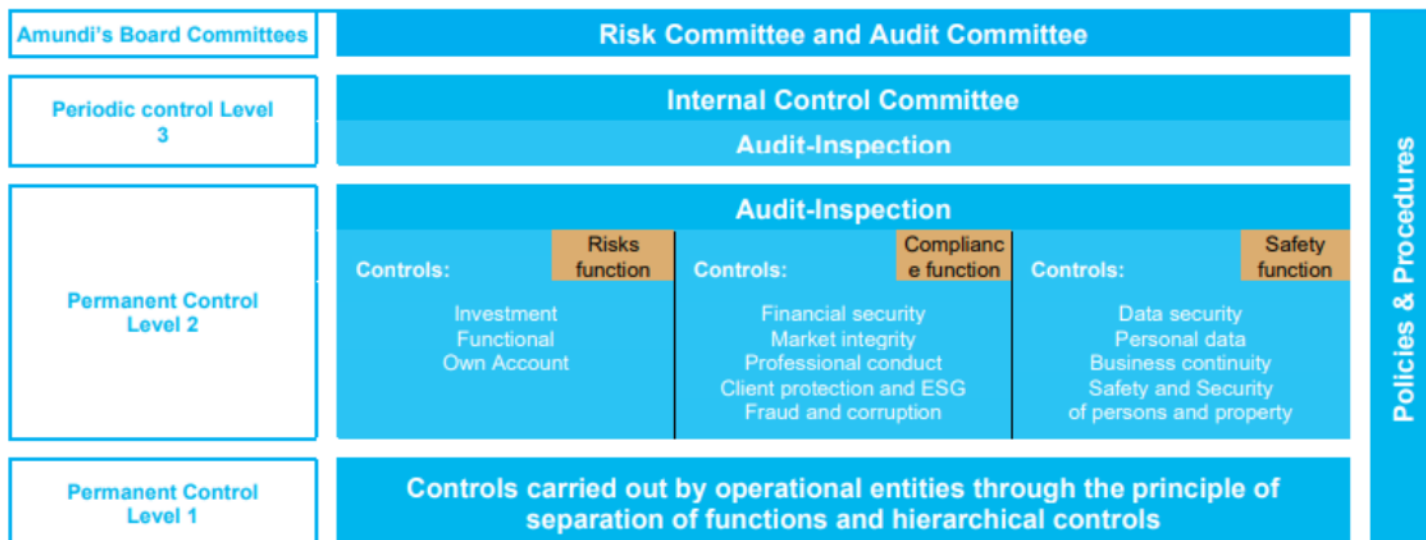 Amundi's Board Committees
Risk Committee and Audit Committee
Periodic control Level
3
Internal Control Committee
Audit-Inspection
Permanent Control
Level 2
Audit-Inspection
Controls:
Risks
function
Investment
Functional
Own Account
Controls:
Complianc
e function
Financial security
Market integrity
Professional conduct
Client protection and ESG
Fraud and corruption
Controls:
Safety
function
Data security
Personal data
Business continuity
Safety and Security
of persons and property
Permanent Control
Level 1
Controls carried out by operational entities through the principle of
separation of functions and hierarchical controls
Policies & Procedures